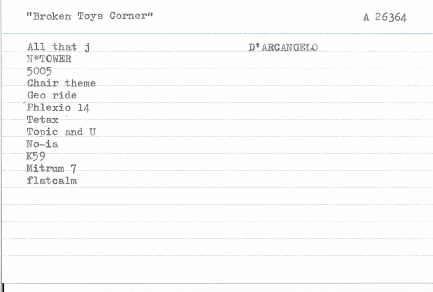 "Broken Toys Corner" A 26364
All that j D'ARCANGELO
N*TOWER
5005
Chair theme
Geo ride
Phlexio 14
Tetax
Topic and U
No-ia
K59
Mitrum 7
flatcalm